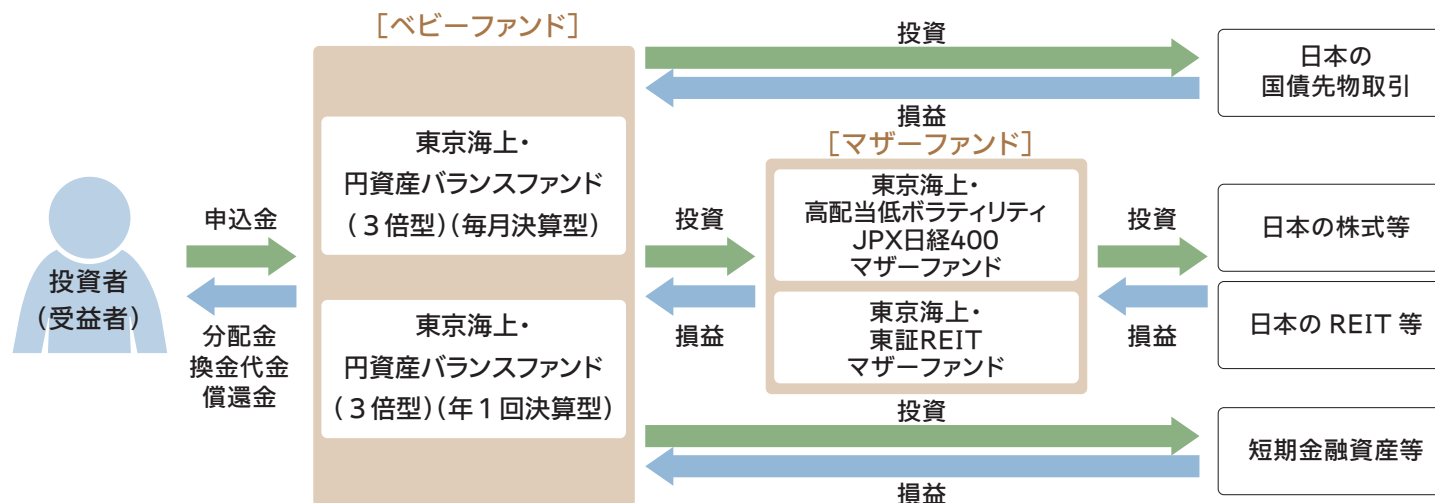 ［ベビーファンド］
投資
日本の
国債先物取引
損益
東京海上・
円資産バランスファンド
（３倍型）（毎月決算型）
［マザーファンド］
東京海上・
高配当低ボラティリティ
JPX日経400
マザーファンド
申込金
投資
投資
日本の株式等
投資者
（受益者）
東京海上・
円資産バランスファンド
（３倍型）（年１回決算型）
東京海上・
東証REIT
マザーファンド
分配金
換金代金
償還金
損益
損益
日本の REIT 等
投資
短期金融資産等
損益